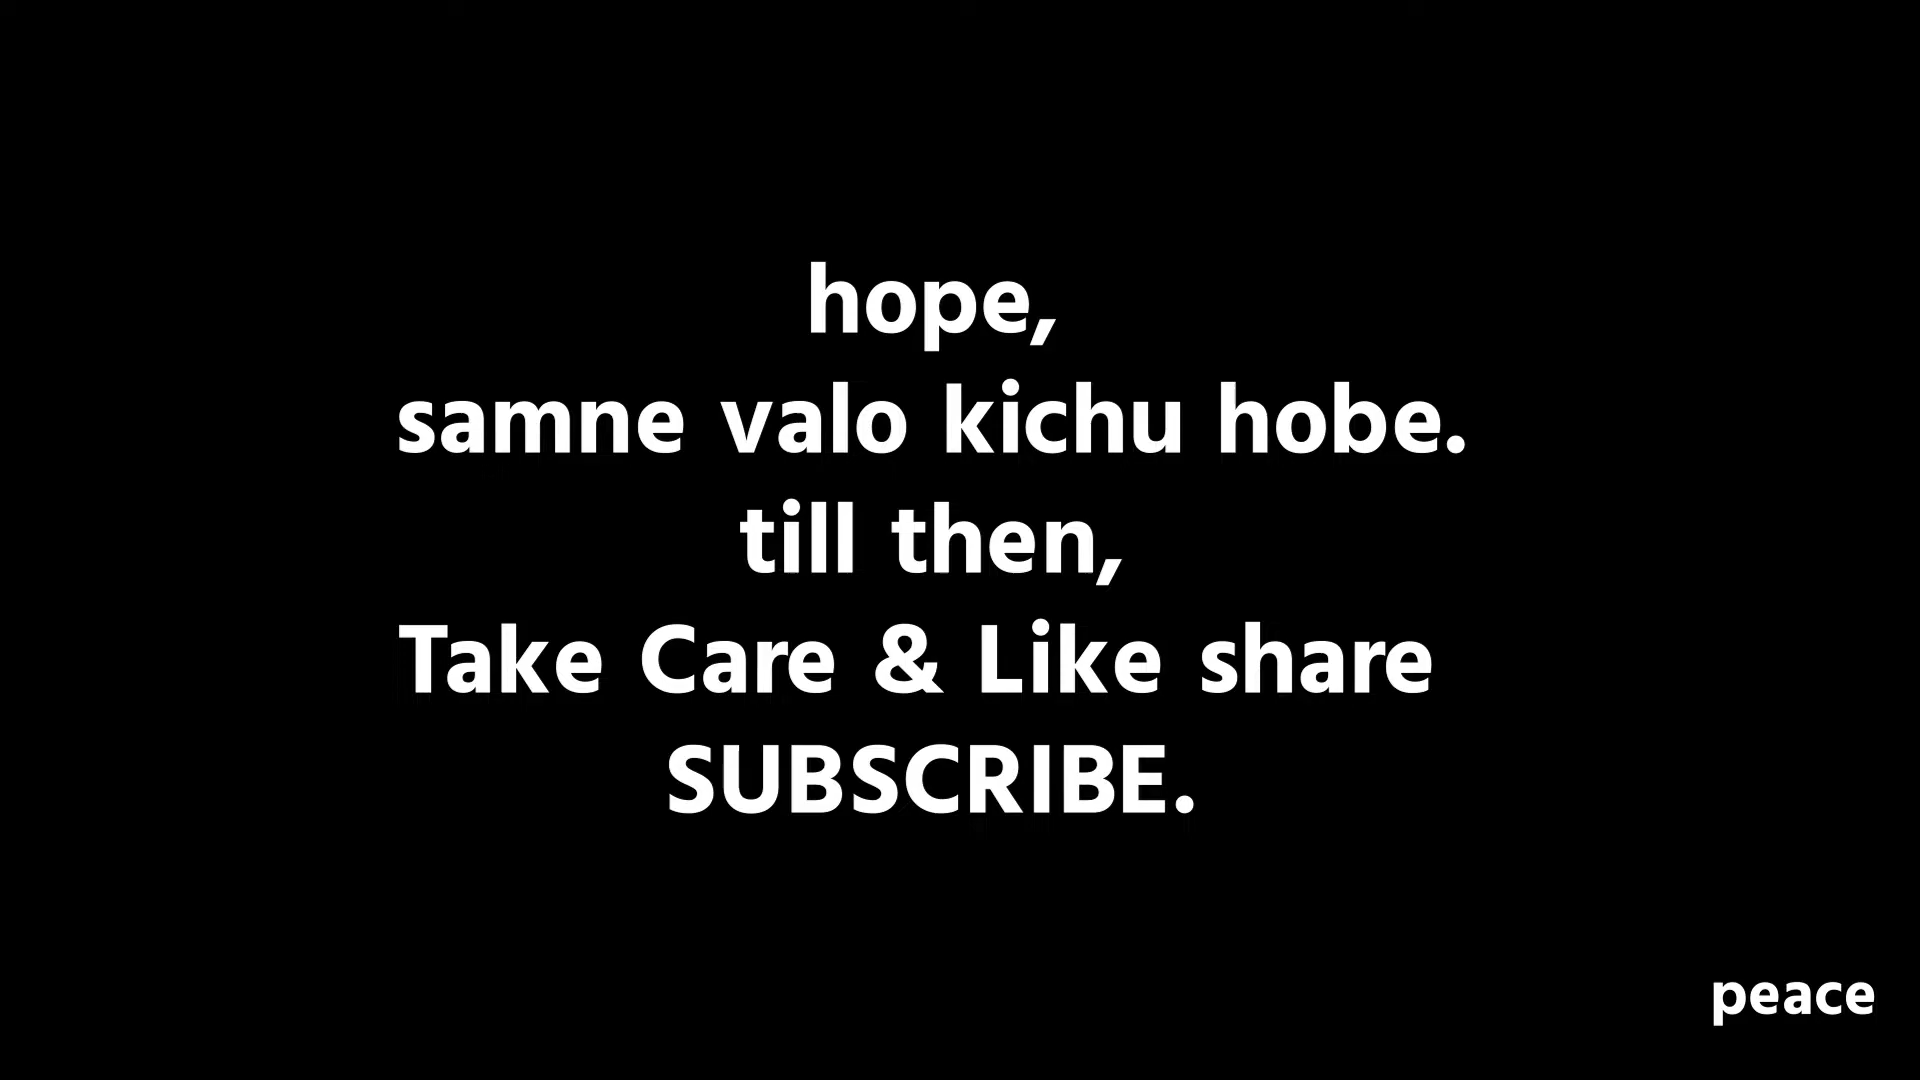 hope,
samne valo kichu hobe.
till then,
Take Care & Like share
SUBSCRIBE.
peace